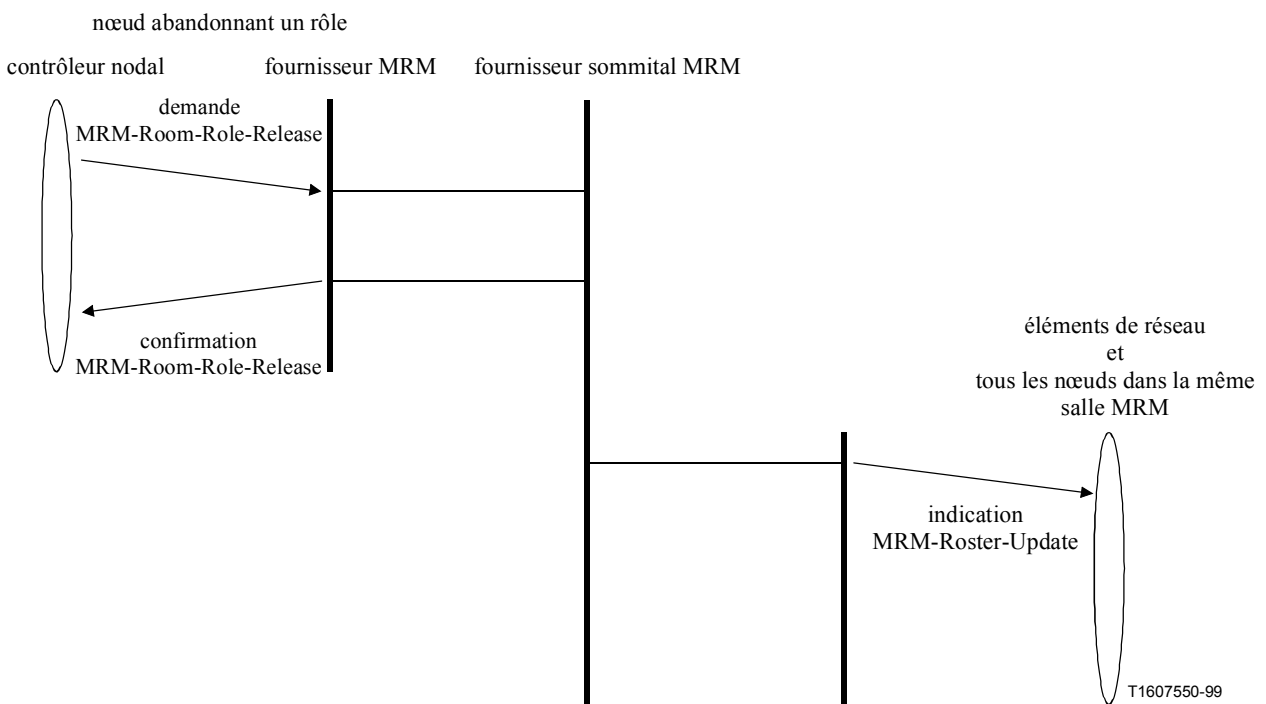 nœud abandonnant un rôle
contrôleur nodal
fournisseur MRM
fournisseur sommital MRM
demande
MRM-Room-Role-Release
confirmation
MRM-Room-Role-Release
éléments de réseau
et
tous les nœuds dans la même
salle MRM
indication
MRM-Roster-Update
T1607550-99